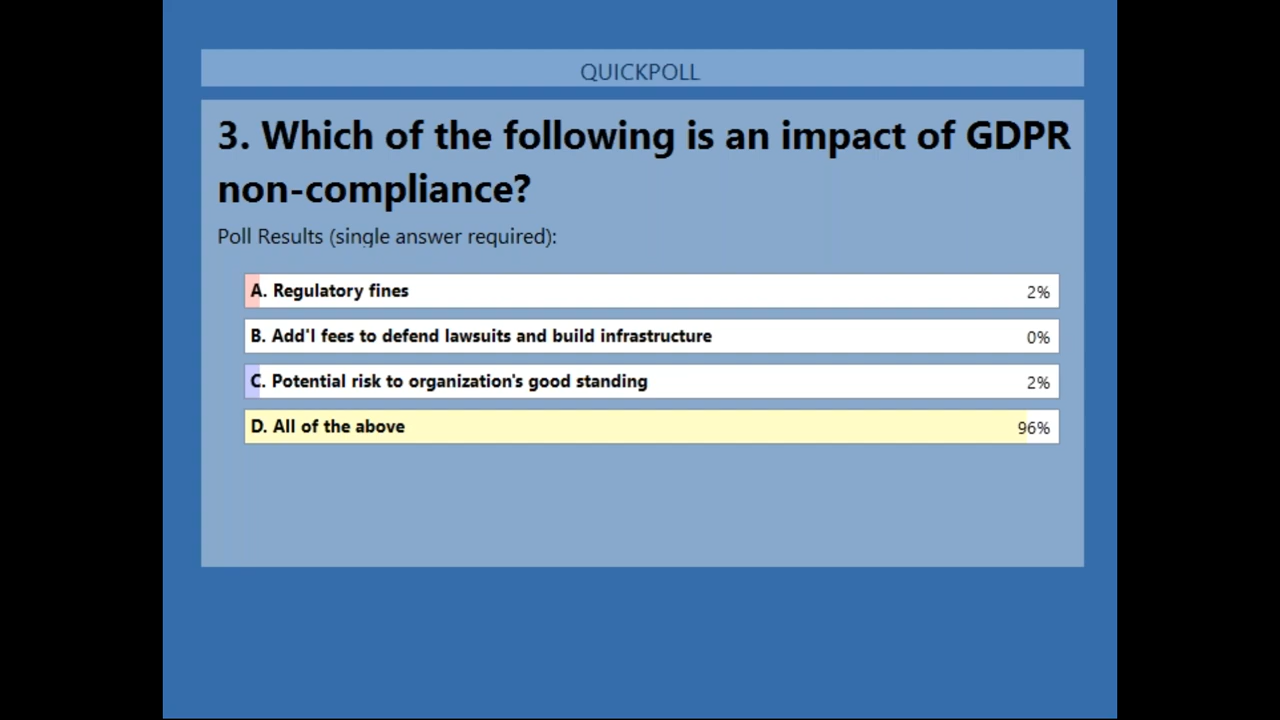 QUICKPOLL
3. Which of the following is an impact of GDPR
non-compliance?
Poll Results (single answer required):
A. Regulatory fines 2%
B. Add'l fees to defend lawsuits and build infrastructure 0%
C. Potential risk to organization's good standing 2%
D. All of the above 96%